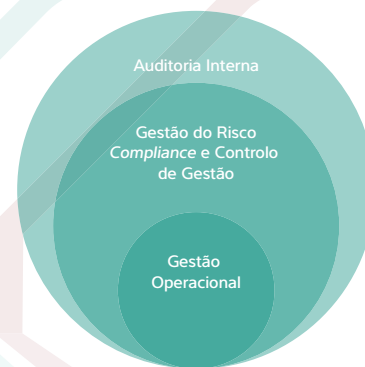 Auditoria Interna
Gestão do Risco
Compliance e Controlo
de Gestão
Gestão
Operacional